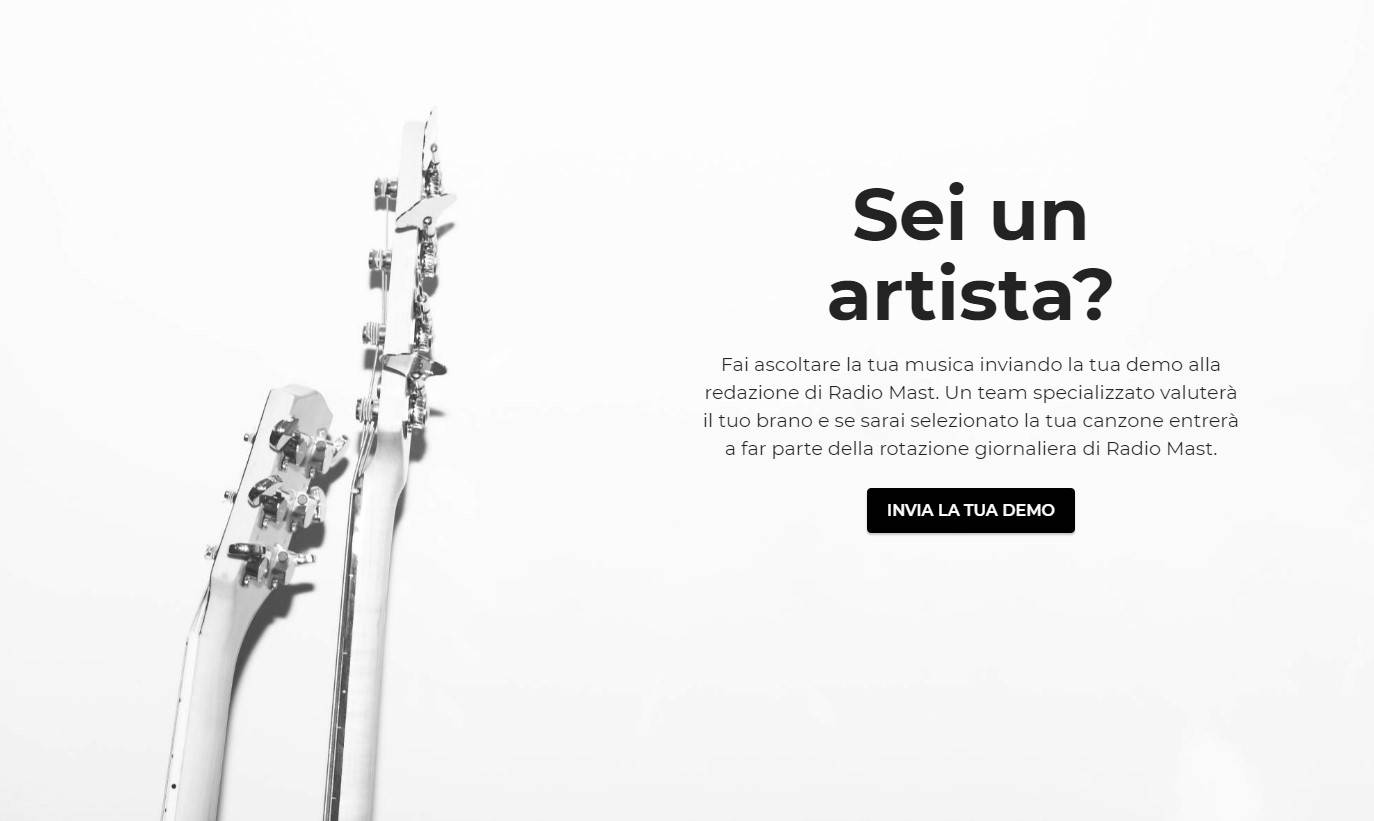 Sei un
artista?
Fai ascoltare la tua musica inviando la tua demo alla
redazione di Radio Mast. Un team specializzato valuterà
il tuo brano e se sarai selezionato la tua canzone entrerà
a far parte della rotazione giornaliera di Radio Mast.
INVIA LA TUA DEMO